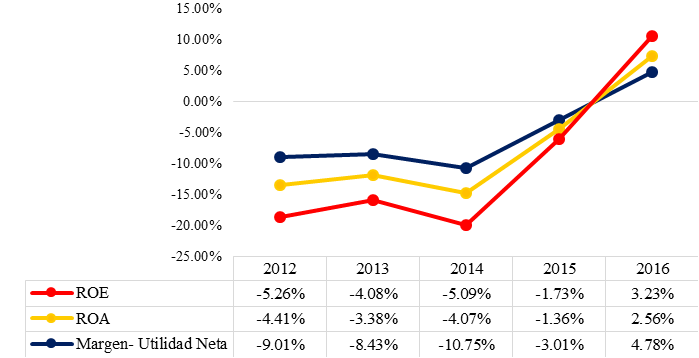 15.00%
10.00%
5.00%
0.00%
-5.00%
-10.00%
-15.00%
-20.00%
-25.00%
2012 2013 2014 2015 2016
ROE -5.26% -4.08% -5.09% -1.73% 3.23%
ROA -4.41% -3.38% -4.07% -1.36% 2.56%
Margen- Utilidad Neta -9.01% -8.43% -10.75% -3.01% 4.78%